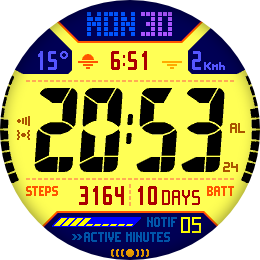 MON 30
15° 6:51 2 Kmh
20:53
AL
24
STEPS 3164 10 DAYS BATT
NOTIF 05
>>ACTIVE MINUTES